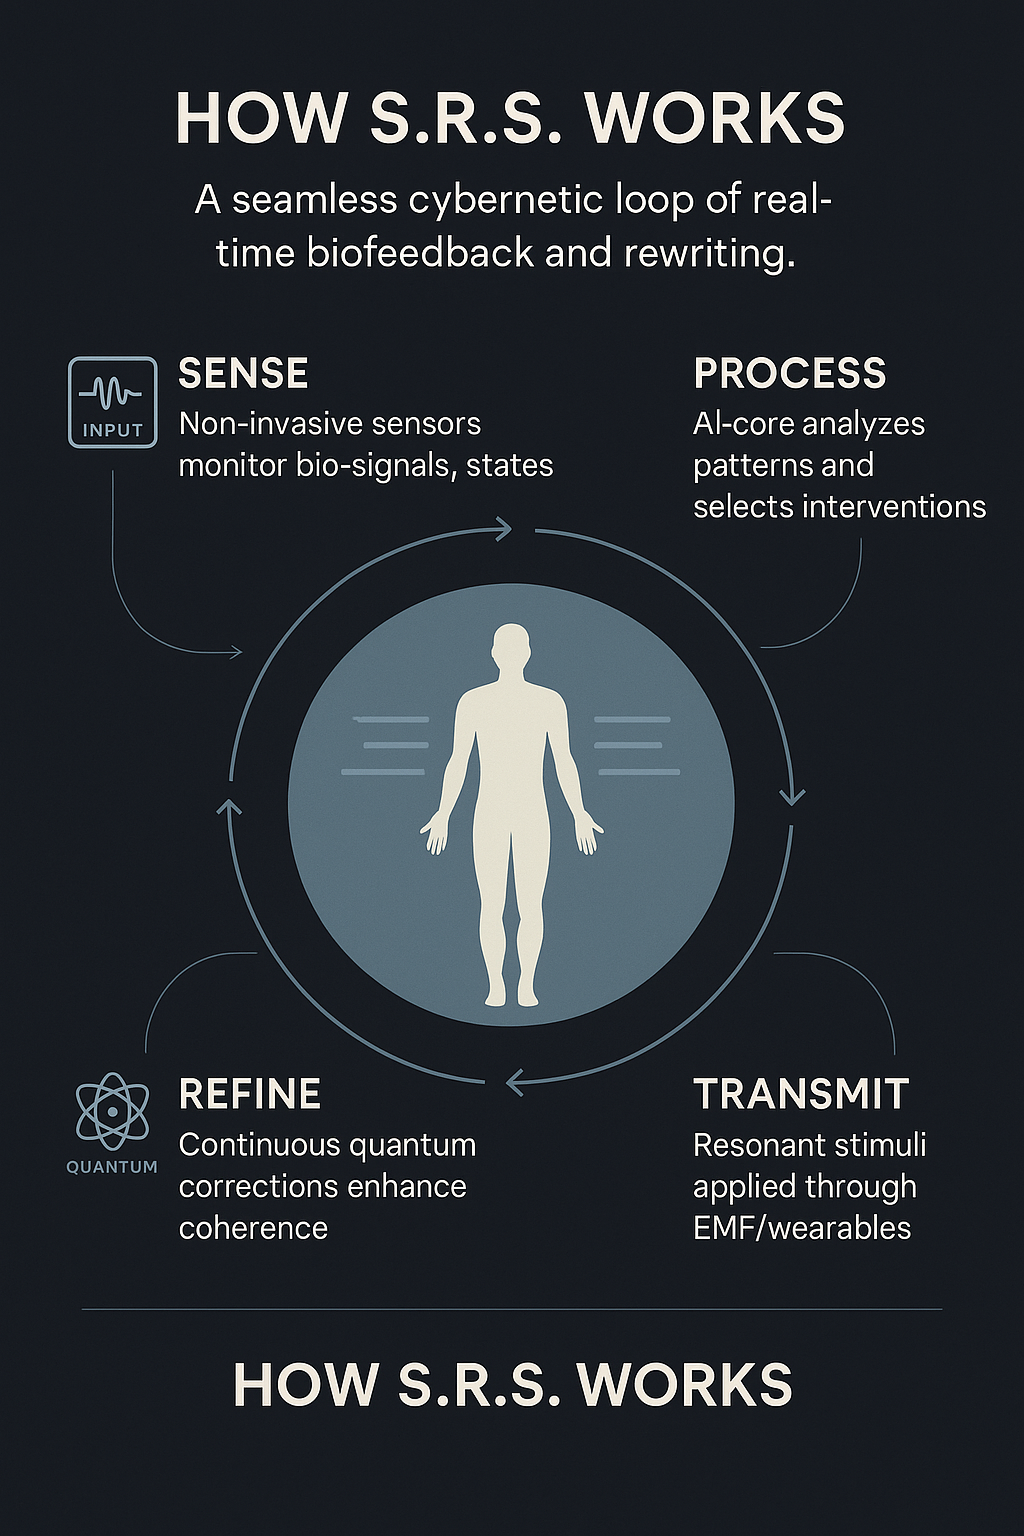 HOW S.R.S. WORKS
A seamless cybernetic loop of real-
time biofeedback and rewriting.
INPUT
SENSE
Non-invasive sensors
monitor bio-signals, states
PROCESS
AI-core analyzes
patterns and
selects interventions
QUANTUM
REFINE
Continuous quantum
corrections enhance
coherence
TRANSMIT
Resonant stimuli
applied through
EMF/wearables
HOW S.R.S. WORKS